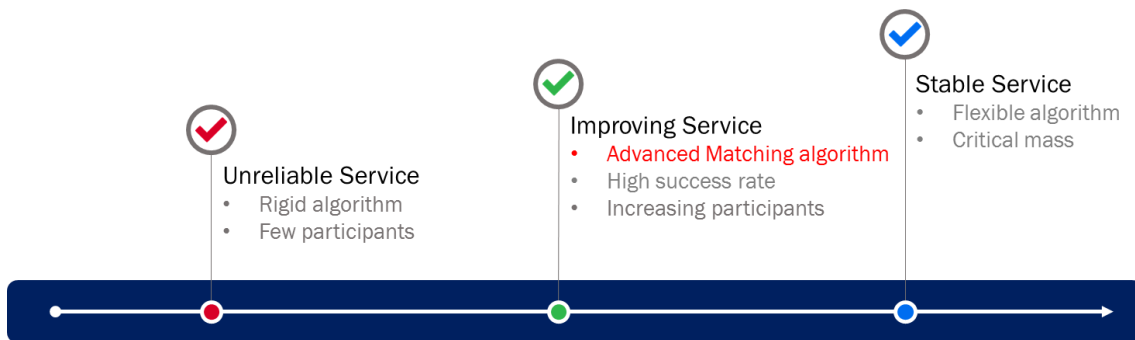 Unreliable Service
• Rigid algorithm
• Few participants
Improving Service
• Advanced Matching algorithm
• High success rate
• Increasing participants
Stable Service
• Flexible algorithm
• Critical mass